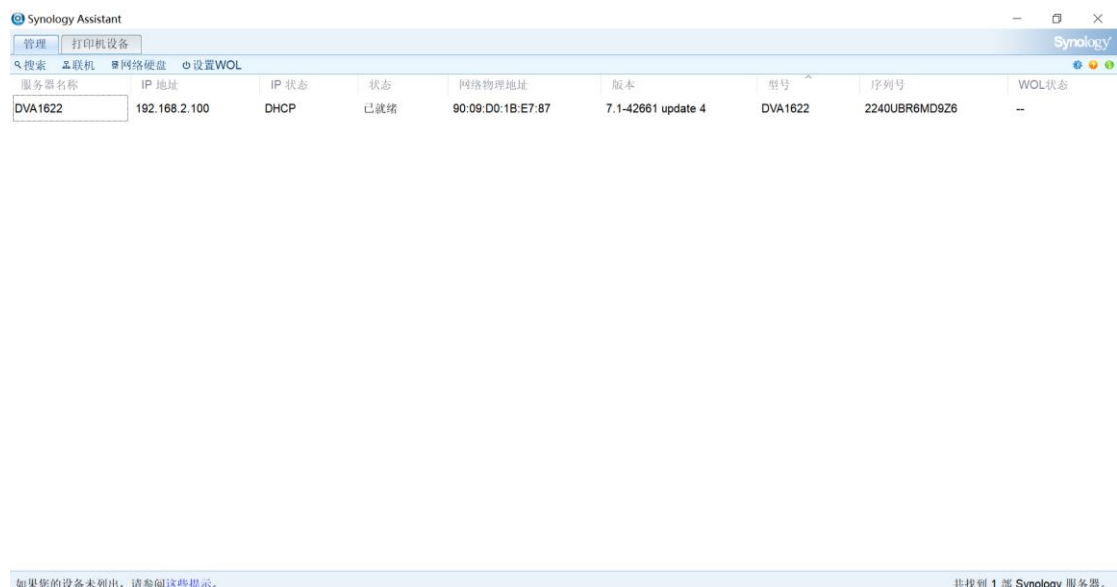 Synology Assistant
管理 打印机设备 Synology
搜索 联机 网络硬盘 设置WOL
服务器名称 IP 地址 IP 状态 状态 网络物理地址 版本 型号 序列号 WOL状态
DVA1622 192.168.2.100 DHCP 已就绪 90:09:D0:1B:E7:87 7.1-42661 update 4 DVA1622 2240UBR6MD9Z6 --
如果您的设备未列出，请参阅这些提示。 共找到 1 部 Synology 服务器。